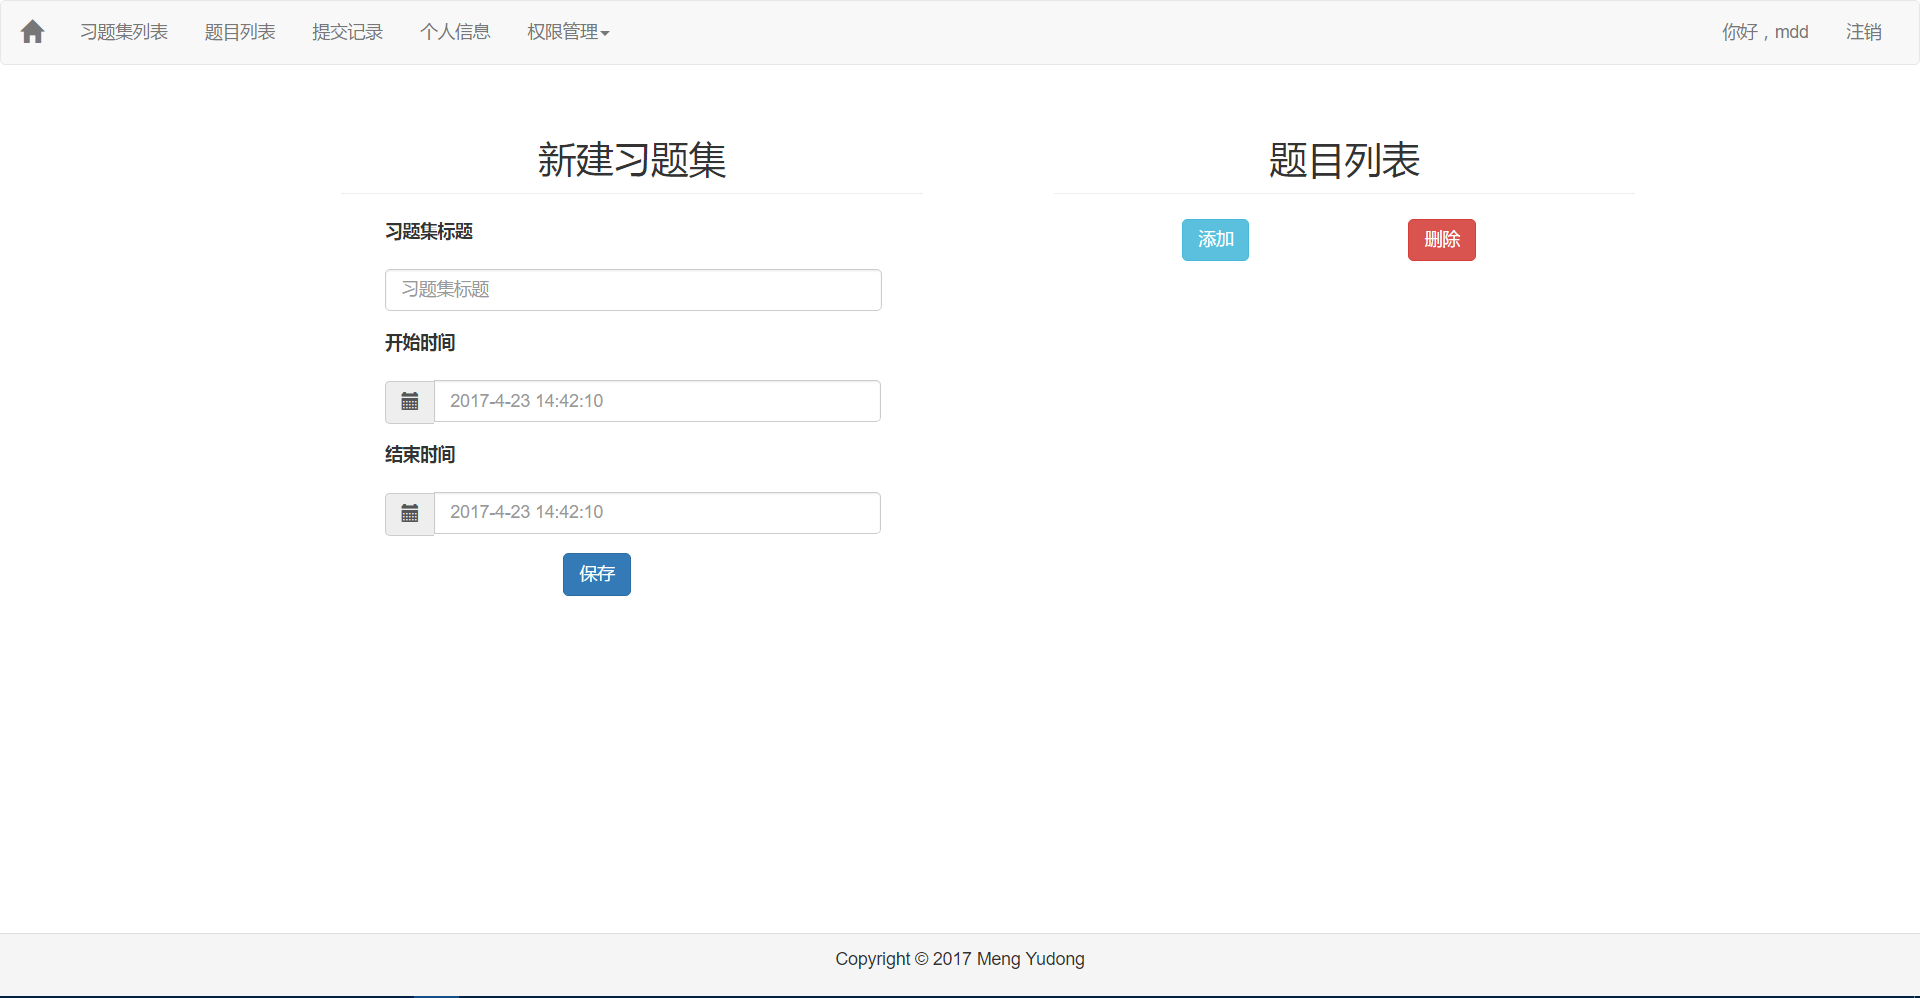 习题集列表 题目列表 提交记录 个人信息 权限管理 你好，mdd 注销
新建习题集
习题集标题
习题集标题
开始时间
2017-4-23 14:42:10
结束时间
2017-4-23 14:42:10
保存
题目列表
添加 删除
Copyright © 2017 Meng Yudong